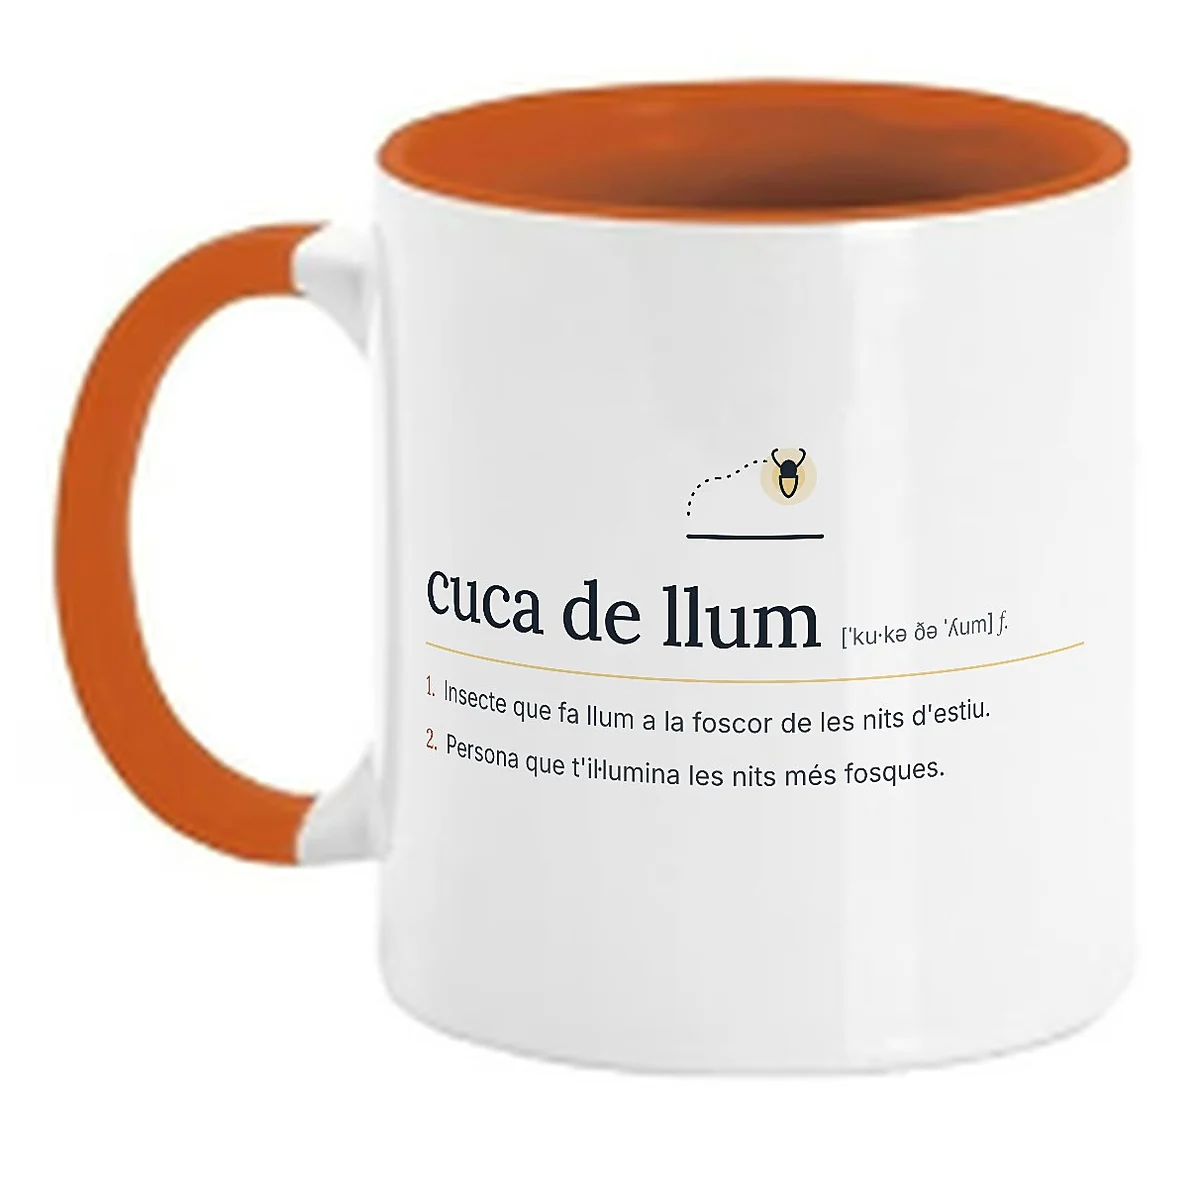 cuca de llum ['ku·kə ðə 'ʎum] f.
1. Insecte que fa llum a la foscor de les nits d'estiu.
2. Persona que t'il·lumina les nits més fosques.